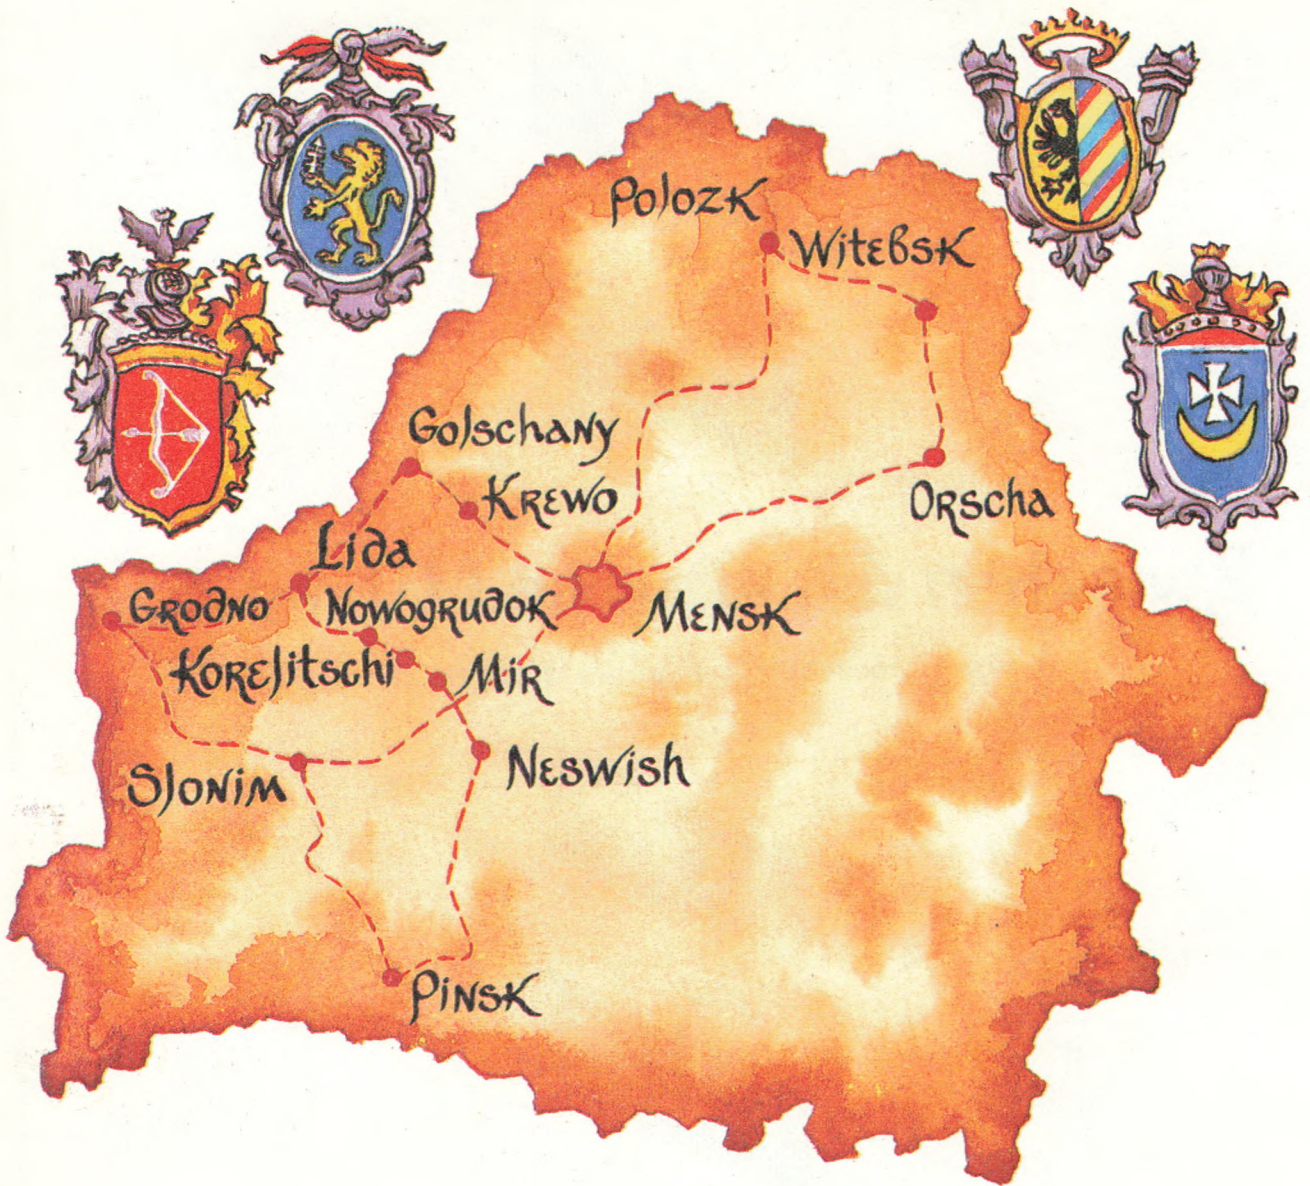 Polozk
Witebsk
Golschany
Krewo
Orscha
Lida
Grodno
Nowogrudok
Mensk
Korelitschi
Mir
Neswish
Slonim
Pinsk